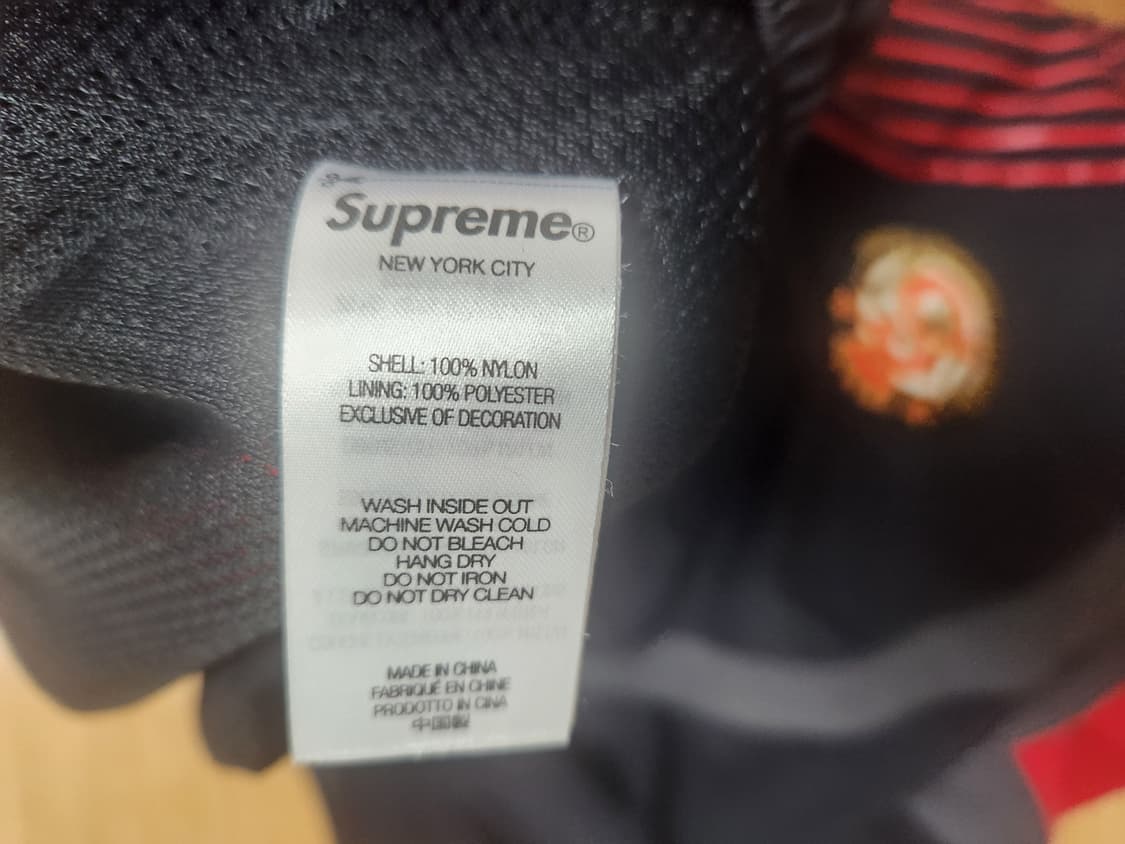 Supreme®
NEW YORK CITY
SHELL: 100% NYLON
LINING: 100% POLYESTER
EXCLUSIVE OF DECORATION
WASH INSIDE OUT
MACHINE WASH COLD
DO NOT BLEACH
HANG DRY
DO NOT IRON
DO NOT DRY CLEAN
MADE IN CHINA
FABRIQUÉ EN CHINE
PRODOTTO IN CINA
中国製